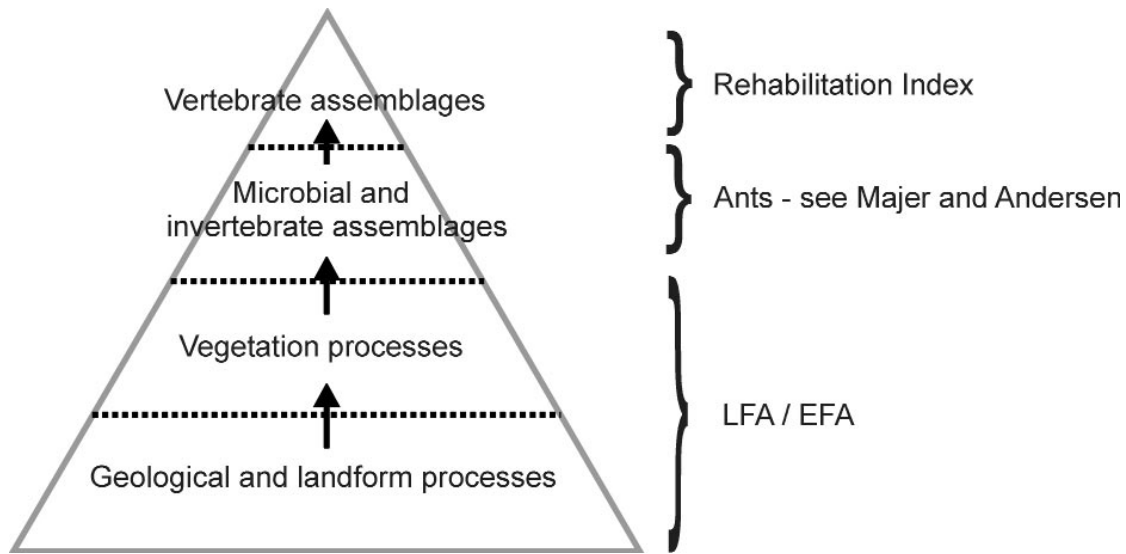 Vertebrate assemblages
Rehabilitation Index
Microbial and
invertebrate assemblages
Ants - see Majer and Andersen
Vegetation processes
LFA / EFA
Geological and landform processes